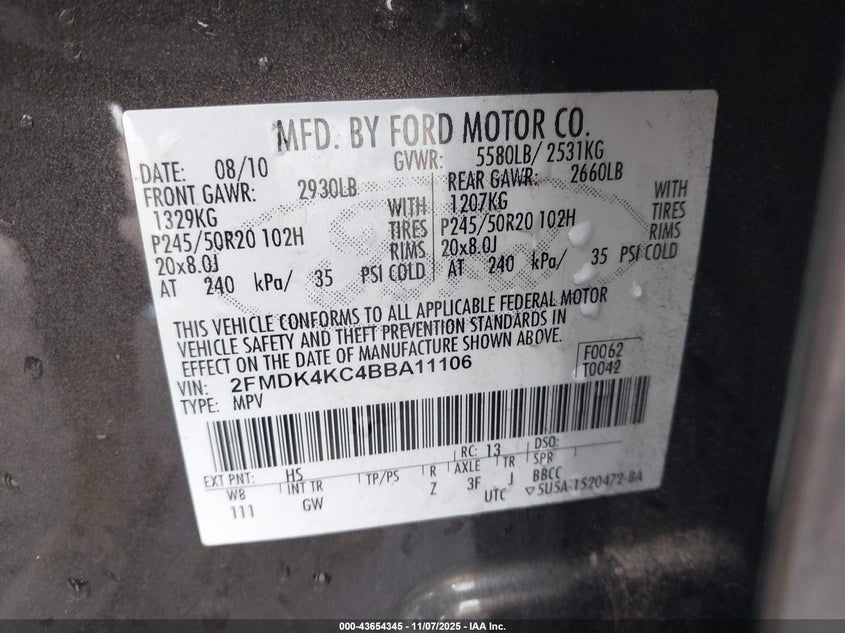 MFD. BY FORD MOTOR CO.
DATE: 08/10 GVWR: 5580LB/ 2531KG
FRONT GAWR: 2930LB REAR GAWR: 2660LB
1329KG WITH 1207KG WITH
P245/50R20 102H TIRES P245/50R20 102H TIRES
20x8.0J RIMS 20x8.0J RIMS
AT 240 kPa/ 35 PSI COLD AT 240 kPa/ 35 PSI COLD
THIS VEHICLE CONFORMS TO ALL APPLICABLE FEDERAL MOTOR
VEHICLE SAFETY AND THEFT PREVENTION STANDARDS IN
EFFECT ON THE DATE OF MANUFACTURE SHOWN ABOVE.
VIN: 2FMDK4KC4BBA11106 F0062
TYPE: MPV T0042
EXT PNT: HS RC: 13 DSO:
WB INT TR TP/PS R AXLE TR SPR
111 GW Z 3F J BBCC
UTC ▽5U5A-1520472-BA
000-43654345 | 11/07/2025 | IAA Inc.